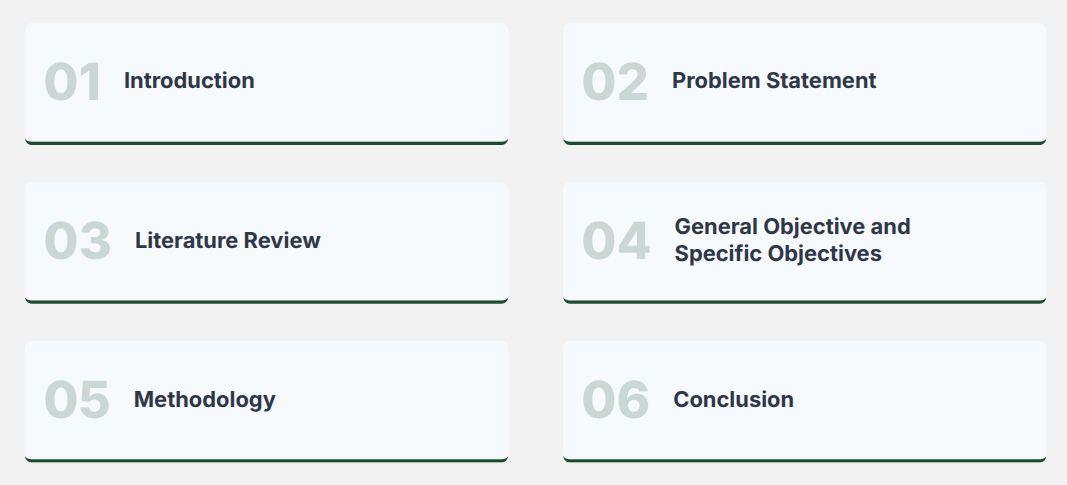 01 Introduction
02 Problem Statement
03 Literature Review
04 General Objective and
Specific Objectives
05 Methodology
06 Conclusion